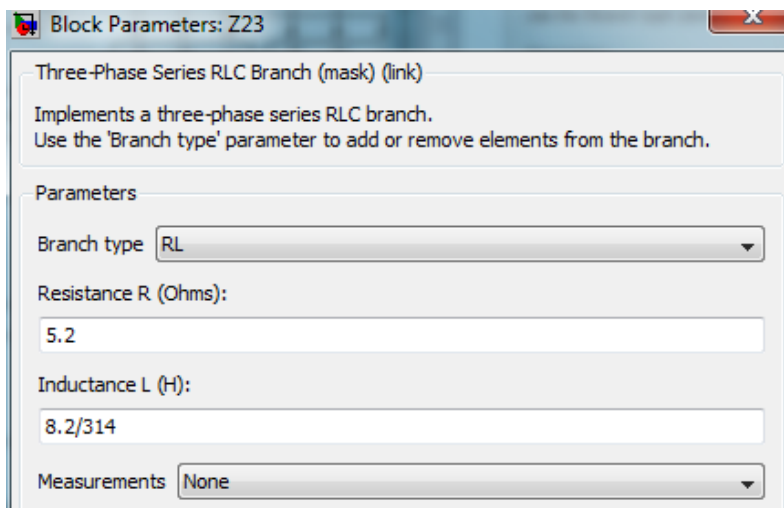 Block Parameters: Z23
Three-Phase Series RLC Branch (mask) (link)
Implements a three-phase series RLC branch.
Use the 'Branch type' parameter to add or remove elements from the branch.
Parameters
Branch type RL
Resistance R (Ohms):
5.2
Inductance L (H):
8.2/314
Measurements None